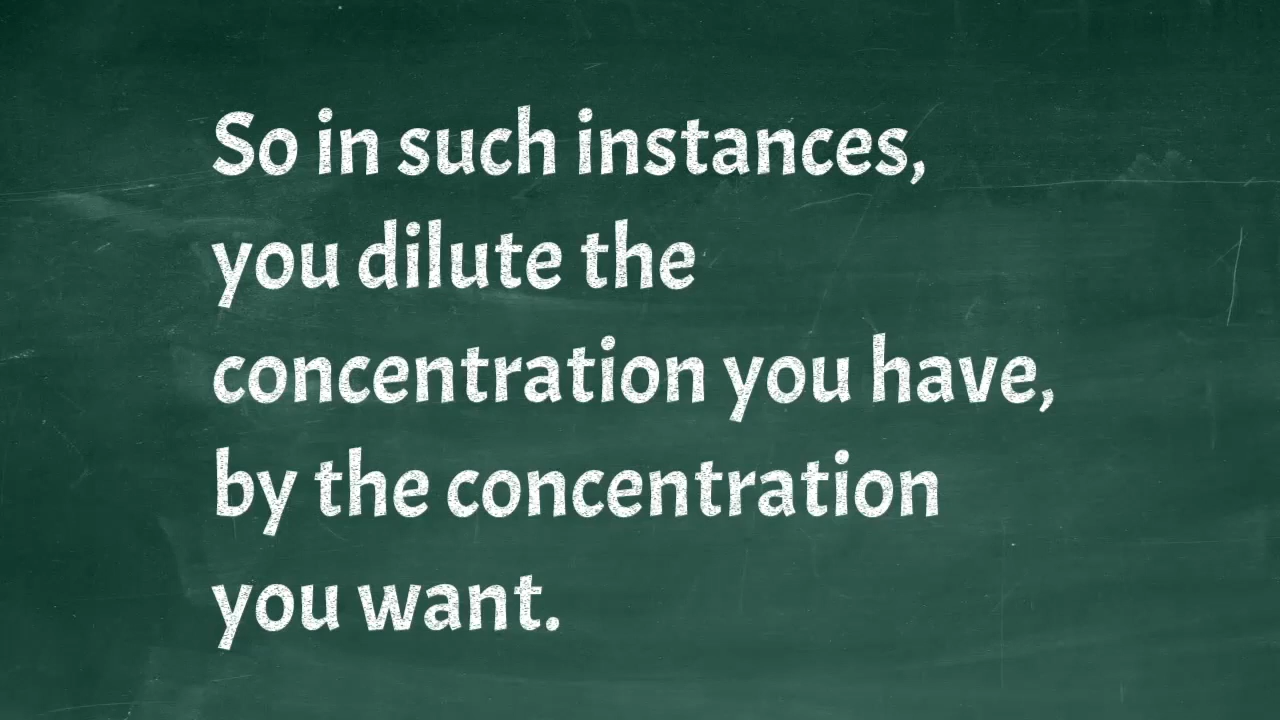 So in such instances,
you dilute the
concentration you have,
by the concentration
you want.